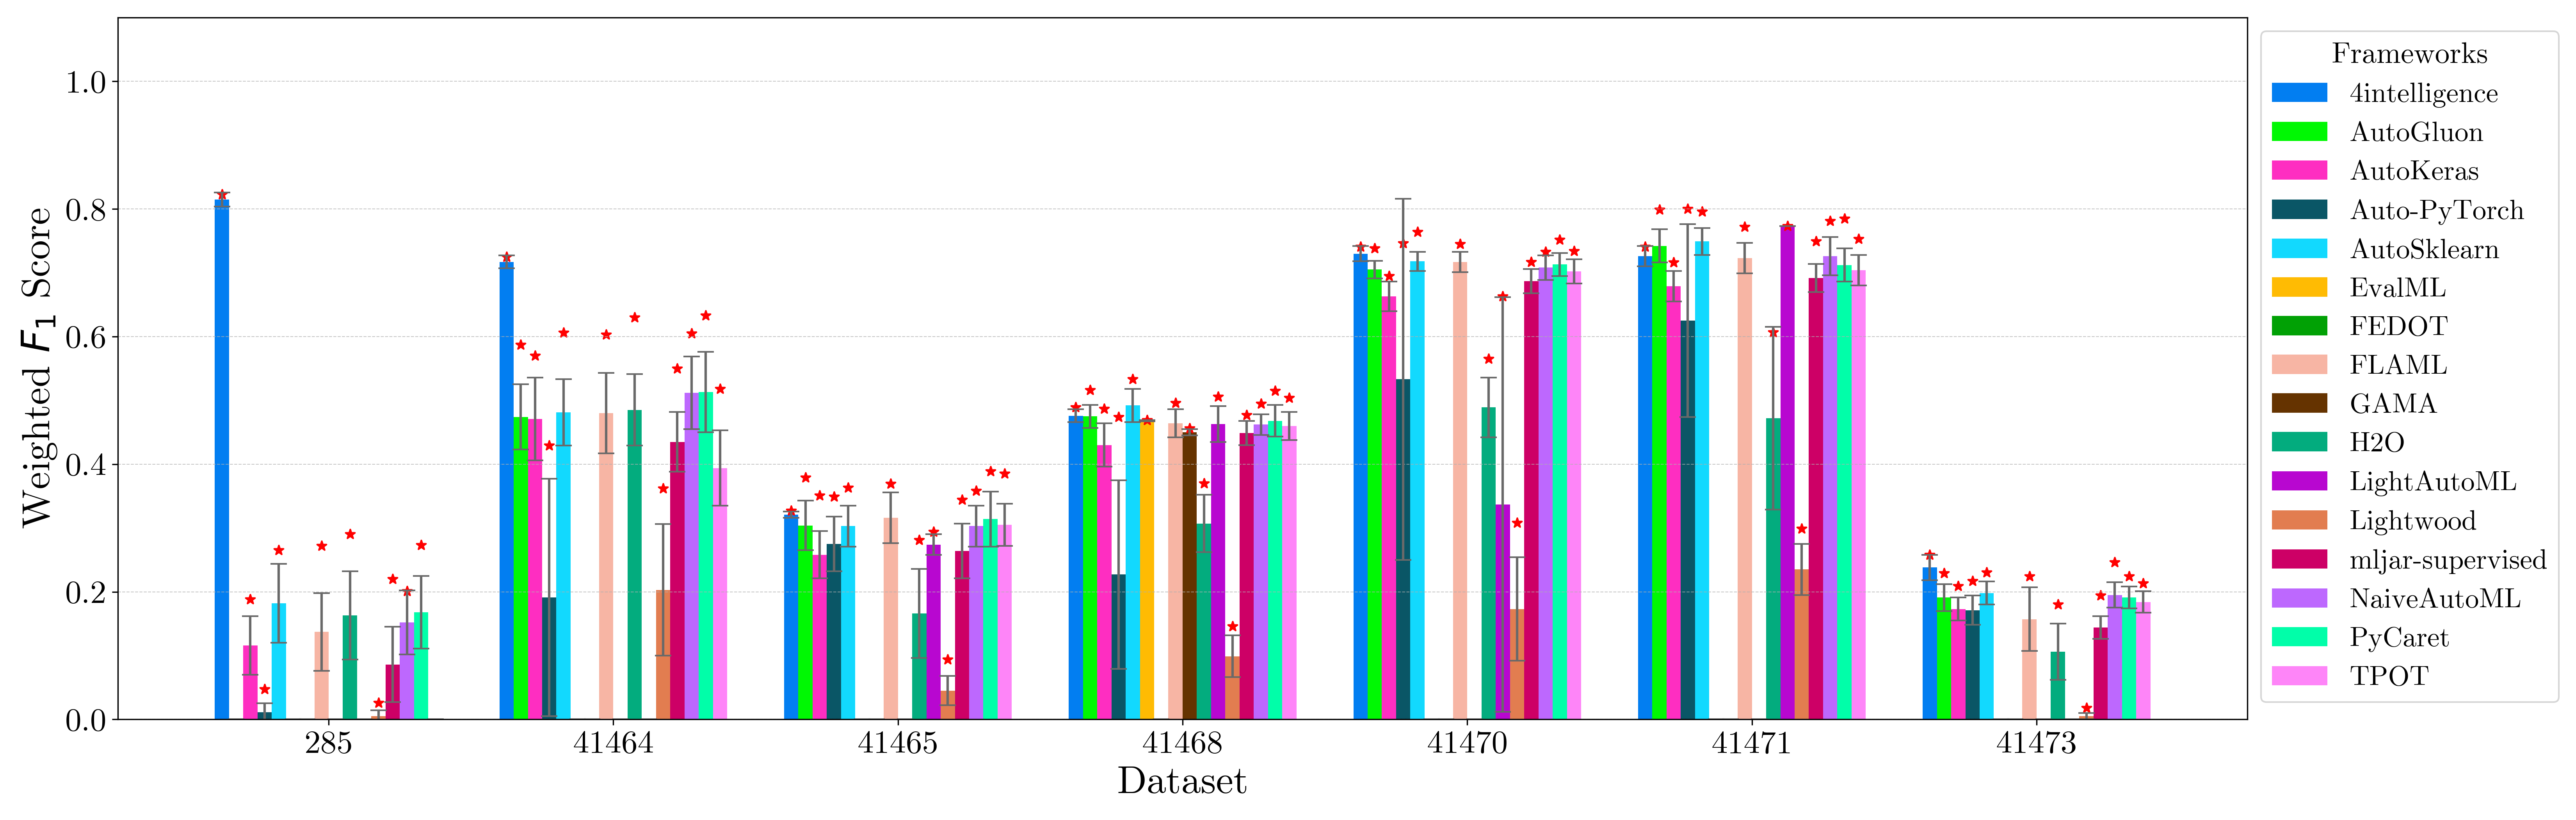 Weighted F1 Score
1.0
0.8
0.6
0.4
0.2
0.0
285 41464 41465 41468 41470 41471 41473
Dataset
Frameworks
4intelligence
AutoGluon
AutoKeras
Auto-PyTorch
AutoSklearn
EvalML
FEDOT
FLAML
GAMA
H2O
LightAutoML
Lightwood
mljar-supervised
NaiveAutoML
PyCaret
TPOT